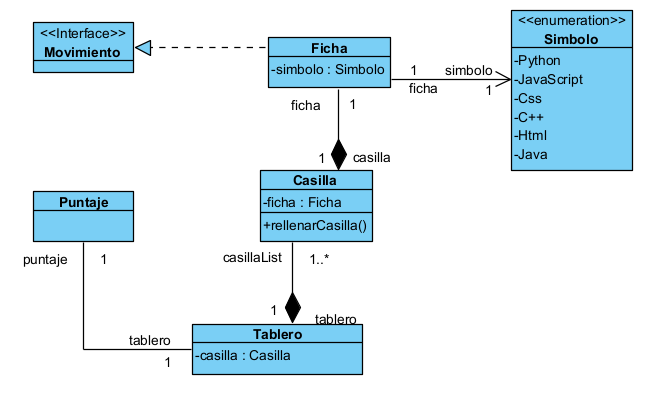 <<Interface>>
Movimiento
Ficha
-simbolo : Simbolo
<<enumeration>>
Simbolo
-Python
-JavaScript
-Css
-C++
-Html
-Java
1
simbolo
ficha
1
ficha
1
1
casilla
Casilla
-ficha : Ficha
+rellenarCasilla()
Puntaje
puntaje
1
casillaList
1..*
1
tablero
Tablero
-casilla : Casilla
tablero
1